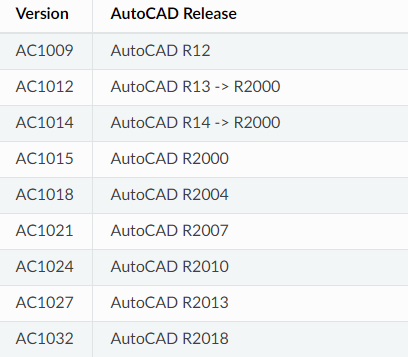 Version AutoCAD Release
AC1009 AutoCAD R12
AC1012 AutoCAD R13 -> R2000
AC1014 AutoCAD R14 -> R2000
AC1015 AutoCAD R2000
AC1018 AutoCAD R2004
AC1021 AutoCAD R2007
AC1024 AutoCAD R2010
AC1027 AutoCAD R2013
AC1032 AutoCAD R2018